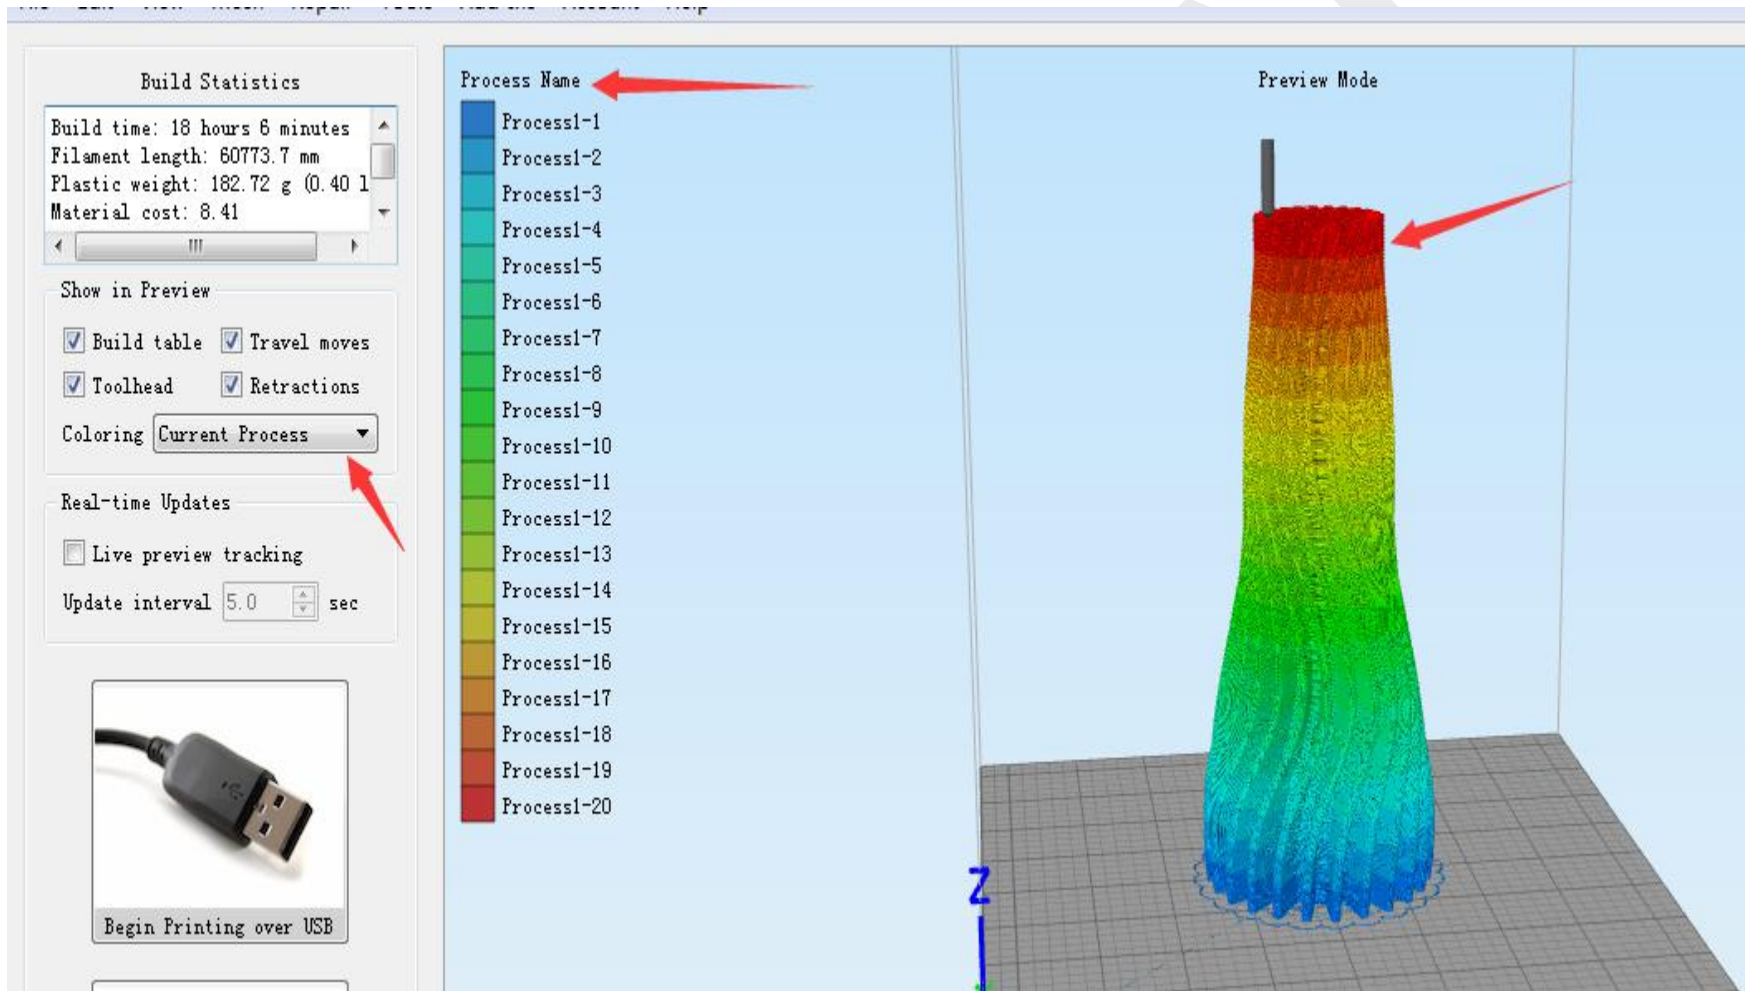 Build Statistics
Build time: 18 hours 6 minutes
Filament length: 60773.7 mm
Plastic weight: 182.72 g (0.40 l
Material cost: 8.41
Show in Preview
Build table
Travel moves
Toolhead
Retractions
Coloring Current Process
Real-time Updates
Live preview tracking
Update interval 5.0 sec
Begin Printing over USB
Process Name
Process1-1
Process1-2
Process1-3
Process1-4
Process1-5
Process1-6
Process1-7
Process1-8
Process1-9
Process1-10
Process1-11
Process1-12
Process1-13
Process1-14
Process1-15
Process1-16
Process1-17
Process1-18
Process1-19
Process1-20
Preview Mode
Z